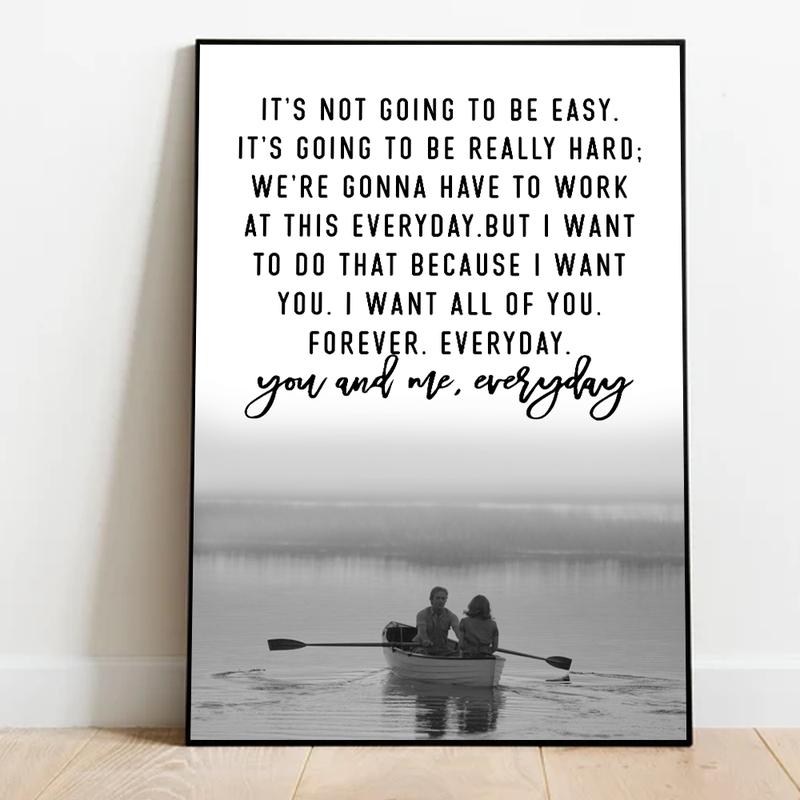 IT'S NOT GOING TO BE EASY.
IT'S GOING TO BE REALLY HARD;
WE'RE GONNA HAVE TO WORK
AT THIS EVERYDAY.BUT I WANT
TO DO THAT BECAUSE I WANT
YOU. I WANT ALL OF YOU.
FOREVER. EVERYDAY.
you and me, everyday